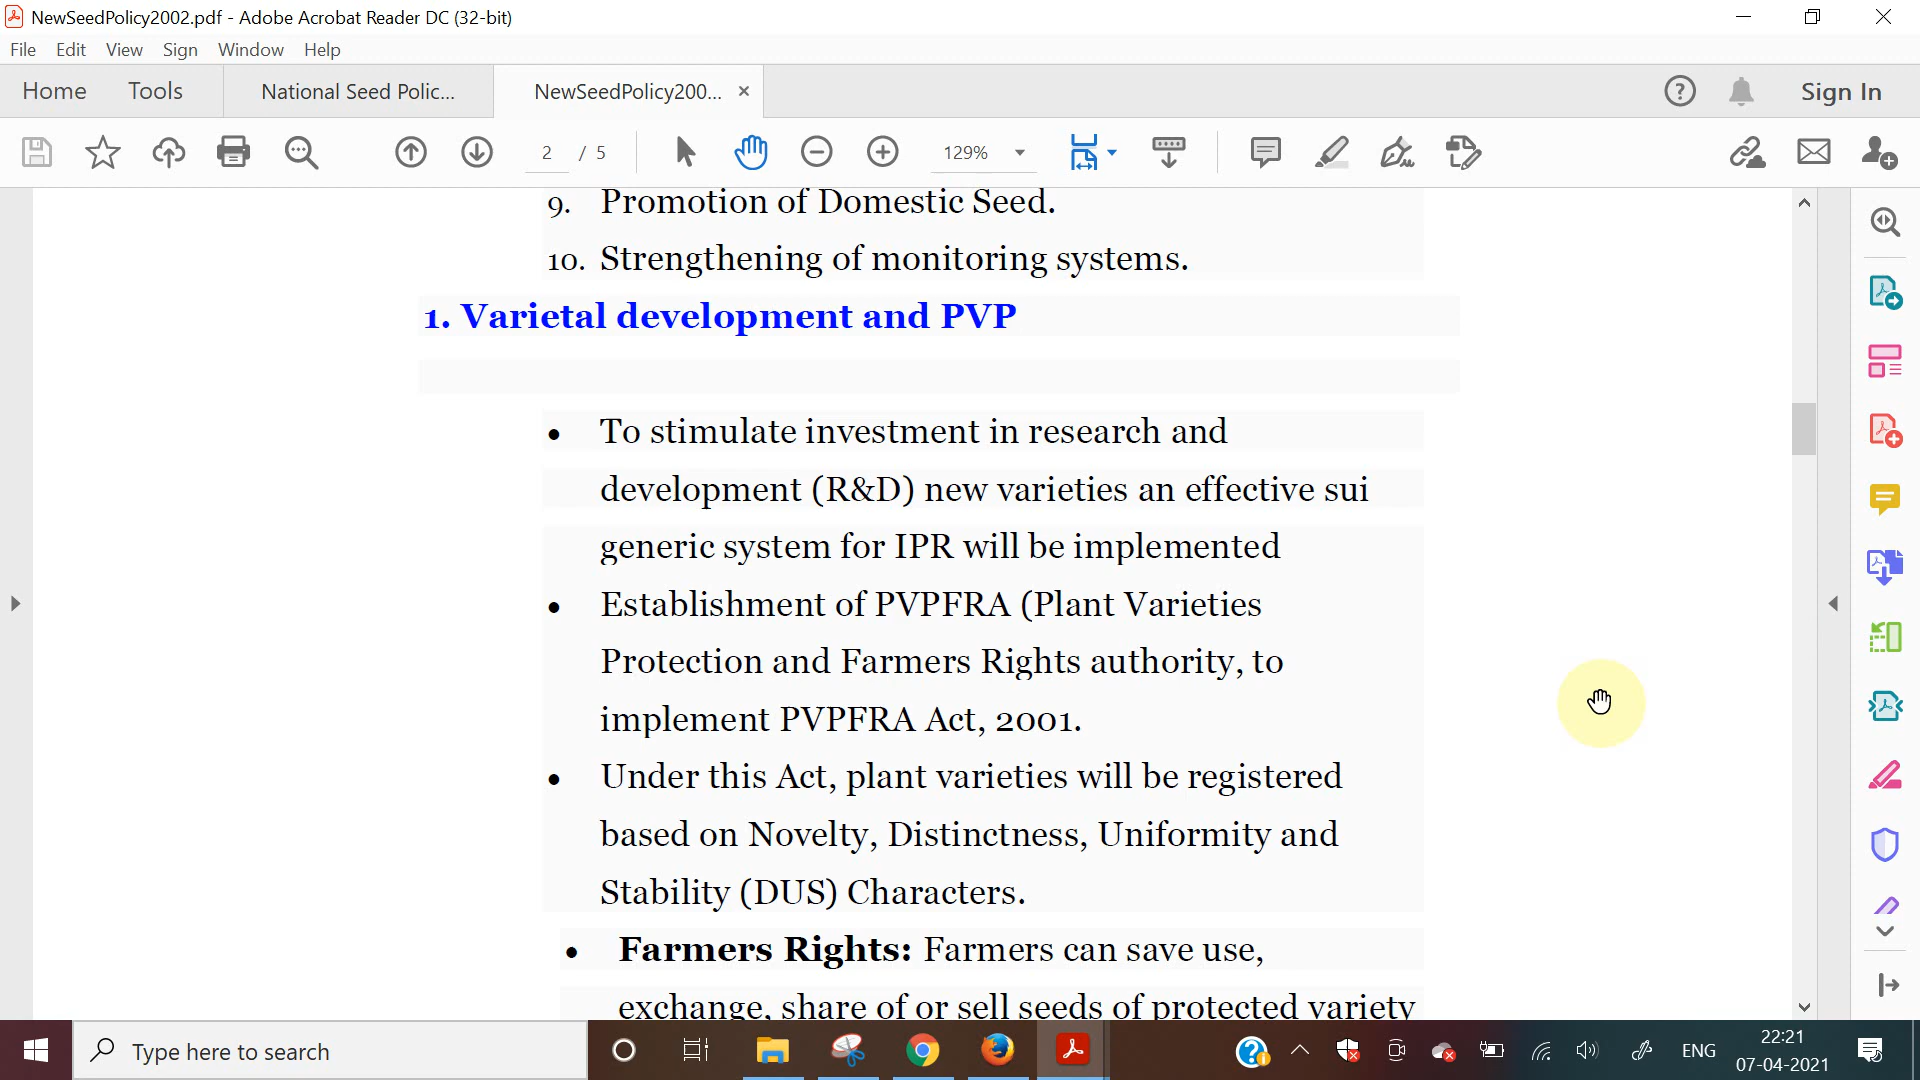 NewSeedPolicy2002.pdf - Adobe Acrobat Reader DC (32-bit)
File Edit View Sign Window Help
Home Tools National Seed Polic... NewSeedPolicy200... × Sign In
2 / 5 129%
9. Promotion of Domestic Seed.
10. Strengthening of monitoring systems.
1. Varietal development and PVP
• To stimulate investment in research and
development (R&D) new varieties an effective sui
generic system for IPR will be implemented
• Establishment of PVPFRA (Plant Varieties
Protection and Farmers Rights authority, to
implement PVPFRA Act, 2001.
• Under this Act, plant varieties will be registered
based on Novelty, Distinctness, Uniformity and
Stability (DUS) Characters.
• Farmers Rights: Farmers can save use,
exchange, share of or sell seeds of protected variety
Type here to search
ENG
22:21
07-04-2021